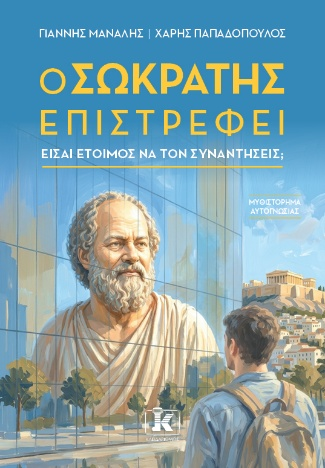 ΓΙΑΝΝΗΣ ΜΑΝΑΛΗΣ | ΧΑΡΗΣ ΠΑΠΑΔΟΠΟΥΛΟΣ
Ο ΣΩΚΡΑΤΗΣ
ΕΠΙΣΤΡΕΦΕΙ
ΕΙΣΑΙ ΕΤΟΙΜΟΣ ΝΑ ΤΟΝ ΣΥΝΑΝΤΗΣΕΙΣ;
ΜΥΘΙΣΤΟΡΗΜΑ
ΑΥΤΟΓΝΩΣΙΑΣ